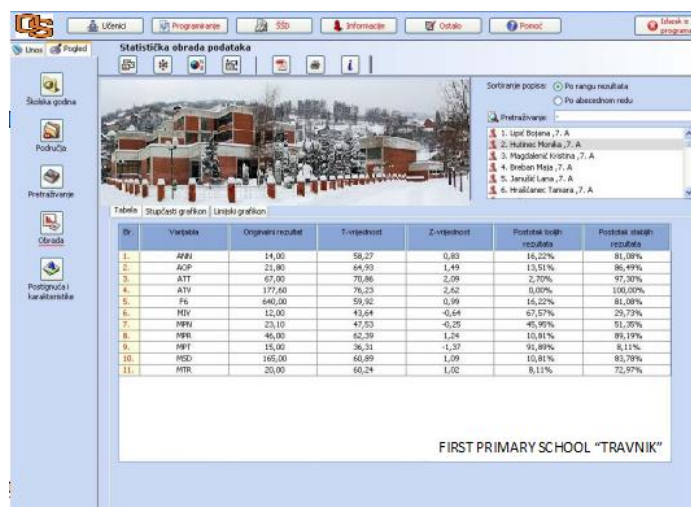 Učenici
Programiranje
SŠD
Informacije
Ostalo
Pomoć
Izlazak iz programa
Unos
Pogled
Statistička obrada podataka
Školska godina
Područja
Pretraživanje
Obrada
Postignuća i
karakteristike
Sortiranje popisa:
Po rangu rezultata
Po abecednom redu
Pretraživanje:
1. Lipić Bojana ,7. A
2. Hutinec Monika ,7. A
3. Magdalenić Kristina ,7. A
4. Breban Maja ,7. A
5. Janušić Lana ,7. A
6. Hraščanec Tamara ,7. A
Tabela Stupčasti grafikon Linijski grafikon
Br. Varijabla Originalni rezultat T-vrijednost Z-vrijednost Postotak boljih rezultata Postotak slabijih rezultata
1. ANN 14,00 58,27 0,83 16,22% 81,08%
2. AOP 21,80 64,93 1,49 13,51% 86,49%
3. ATT 67,00 70,86 2,09 2,70% 97,30%
4. ATV 177,60 76,23 2,62 0,00% 100,00%
5. F6 640,00 59,92 0,99 16,22% 81,08%
6. MIV 12,00 43,64 -0,64 67,57% 29,73%
7. MPN 23,10 47,53 -0,25 45,95% 51,35%
8. MPR 46,00 62,39 1,24 10,81% 89,19%
9. MPT 15,00 36,31 -1,37 91,89% 8,11%
10. MSD 165,00 60,89 1,09 10,81% 83,78%
11. MTR 20,00 60,24 1,02 8,11% 72,97%
FIRST PRIMARY SCHOOL "TRAVNIK"